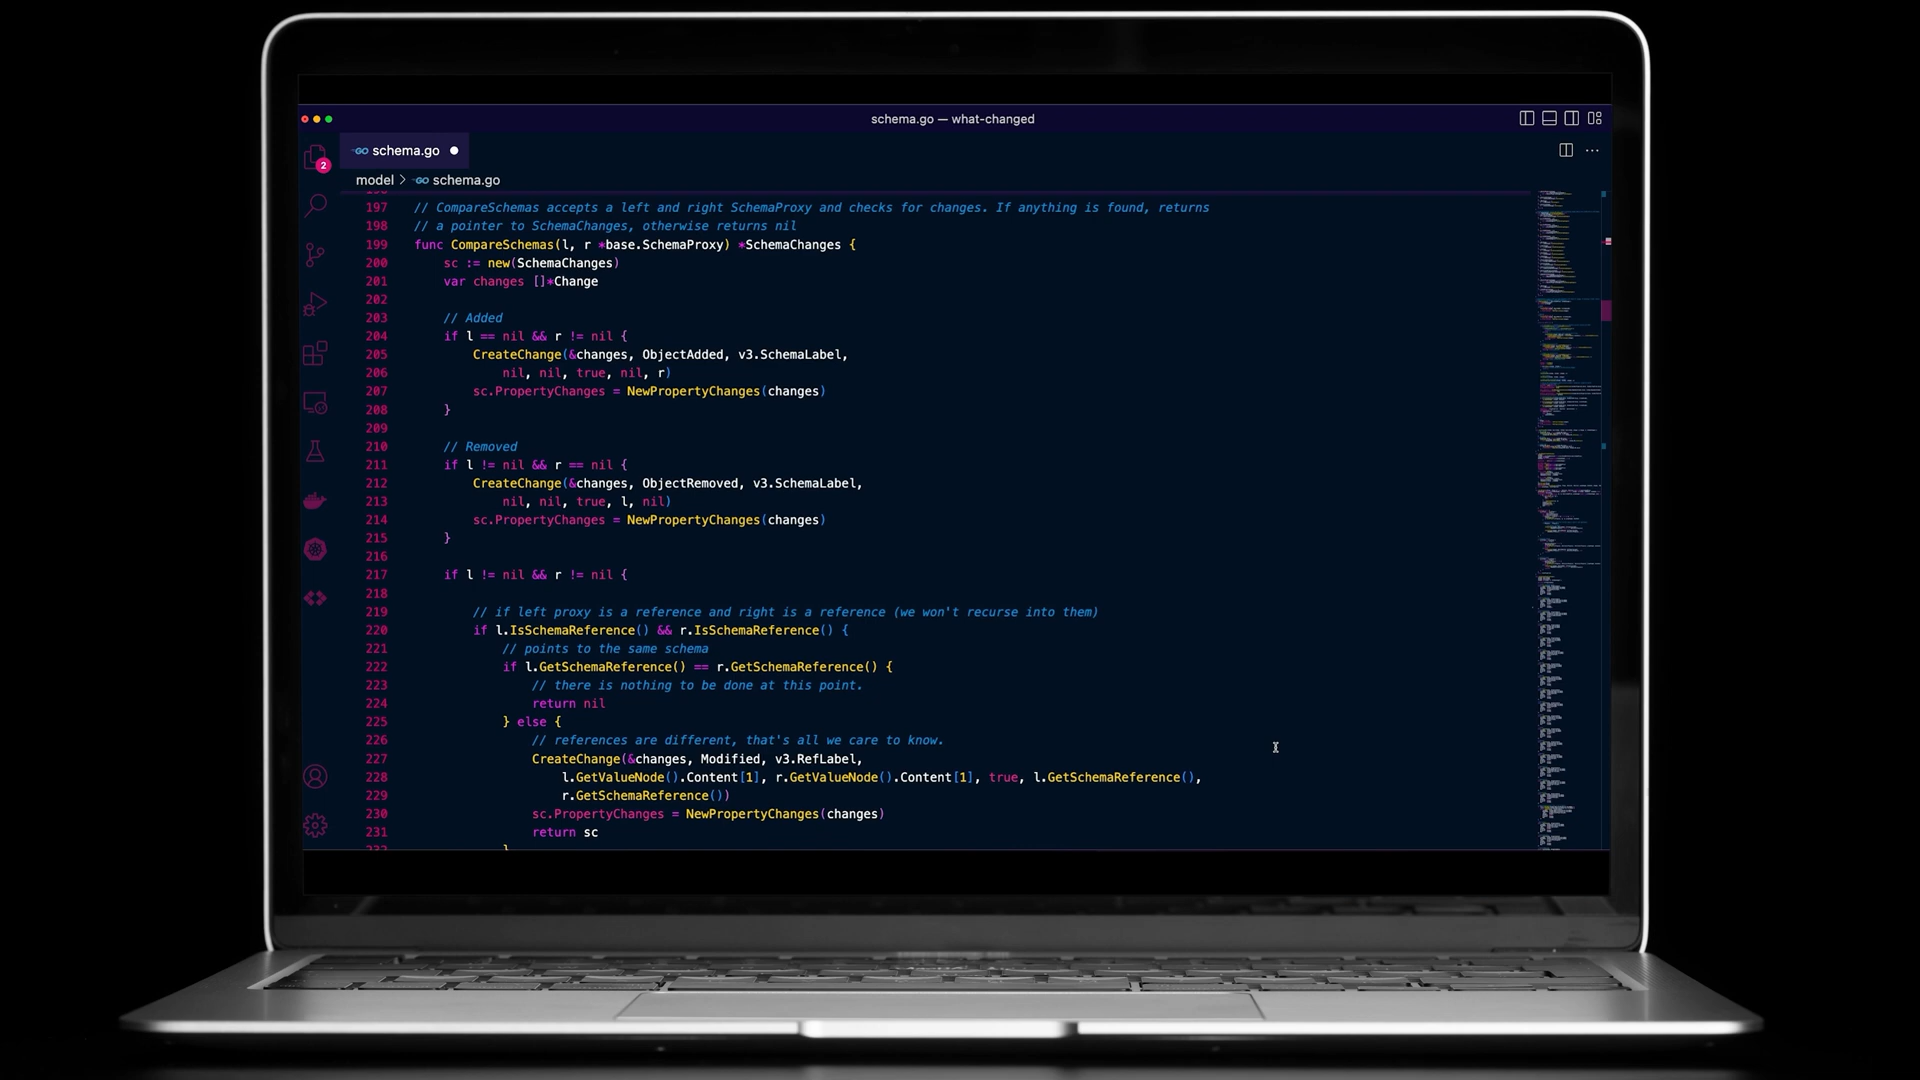 schema.go — what-changed
GO schema.go
2
model > GO schema.go
197 // CompareSchemas accepts a left and right SchemaProxy and checks for changes. If anything is found, returns
198 // a pointer to SchemaChanges, otherwise returns nil
199 func CompareSchemas(l, r *base.SchemaProxy) *SchemaChanges {
200 sc := new(SchemaChanges)
201 var changes []*Change
202
203 // Added
204 if l == nil && r != nil {
205 CreateChange(&changes, ObjectAdded, v3.SchemaLabel,
206 nil, nil, true, nil, r)
207 sc.PropertyChanges = NewPropertyChanges(changes)
208 }
209
210 // Removed
211 if l != nil && r == nil {
212 CreateChange(&changes, ObjectRemoved, v3.SchemaLabel,
213 nil, nil, true, l, nil)
214 sc.PropertyChanges = NewPropertyChanges(changes)
215 }
216
217 if l != nil && r != nil {
218
219 // if left proxy is a reference and right is a reference (we won't recurse into them)
220 if l.IsSchemaReference() && r.IsSchemaReference() {
221 // points to the same schema
222 if l.GetSchemaReference() == r.GetSchemaReference() {
223 // there is nothing to be done at this point.
224 return nil
225 } else {
226 // references are different, that's all we care to know.
227 CreateChange(&changes, Modified, v3.RefLabel,
228 l.GetValueNode().Content[1], r.GetValueNode().Content[1], true, l.GetSchemaReference(),
229 r.GetSchemaReference())
230 sc.PropertyChanges = NewPropertyChanges(changes)
231 return sc